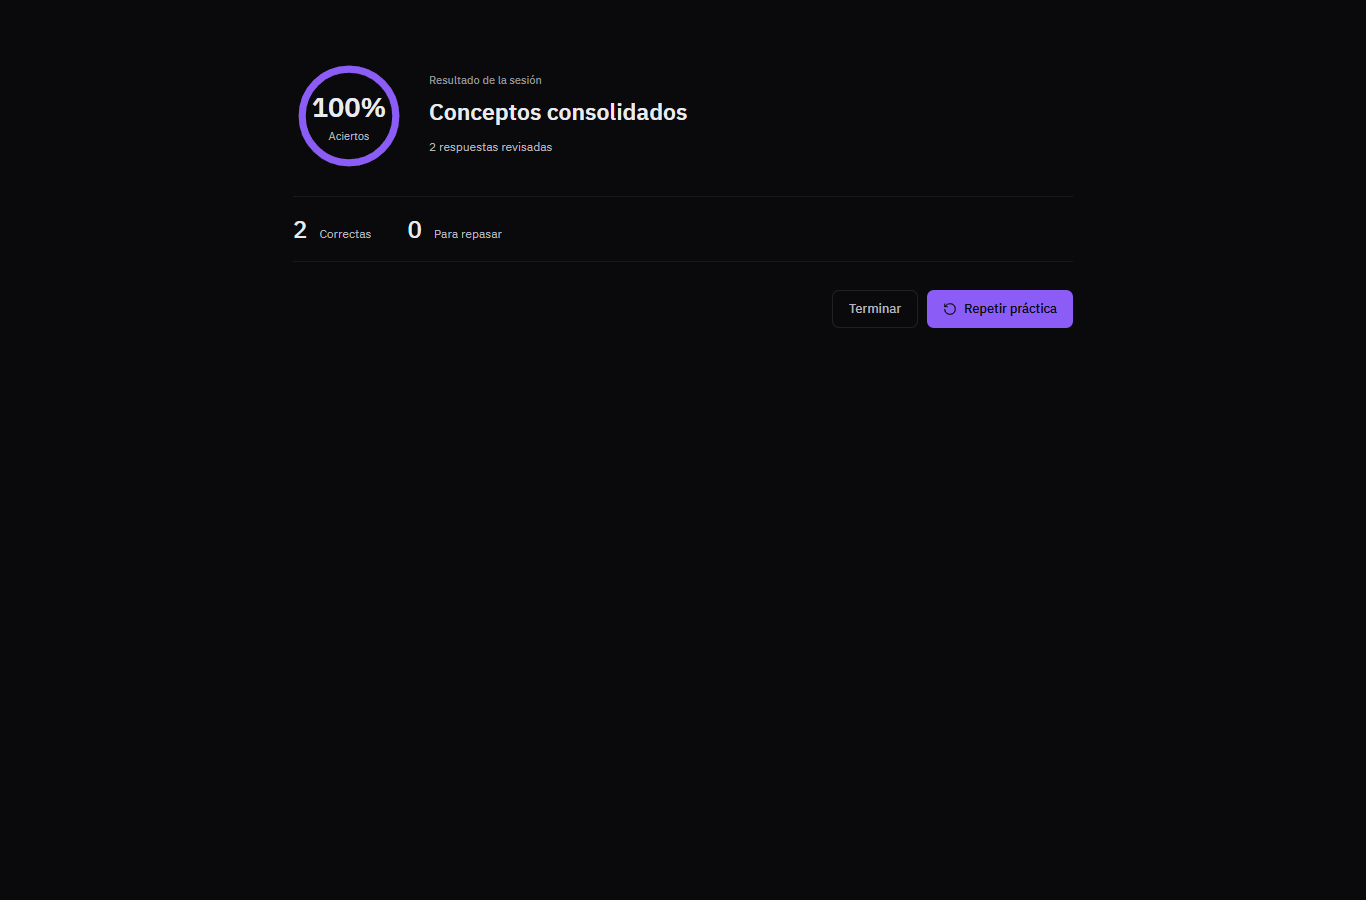 100%
Aciertos
Resultado de la sesión
Conceptos consolidados
2 respuestas revisadas
2 Correctas 0 Para repasar
Terminar Repetir práctica